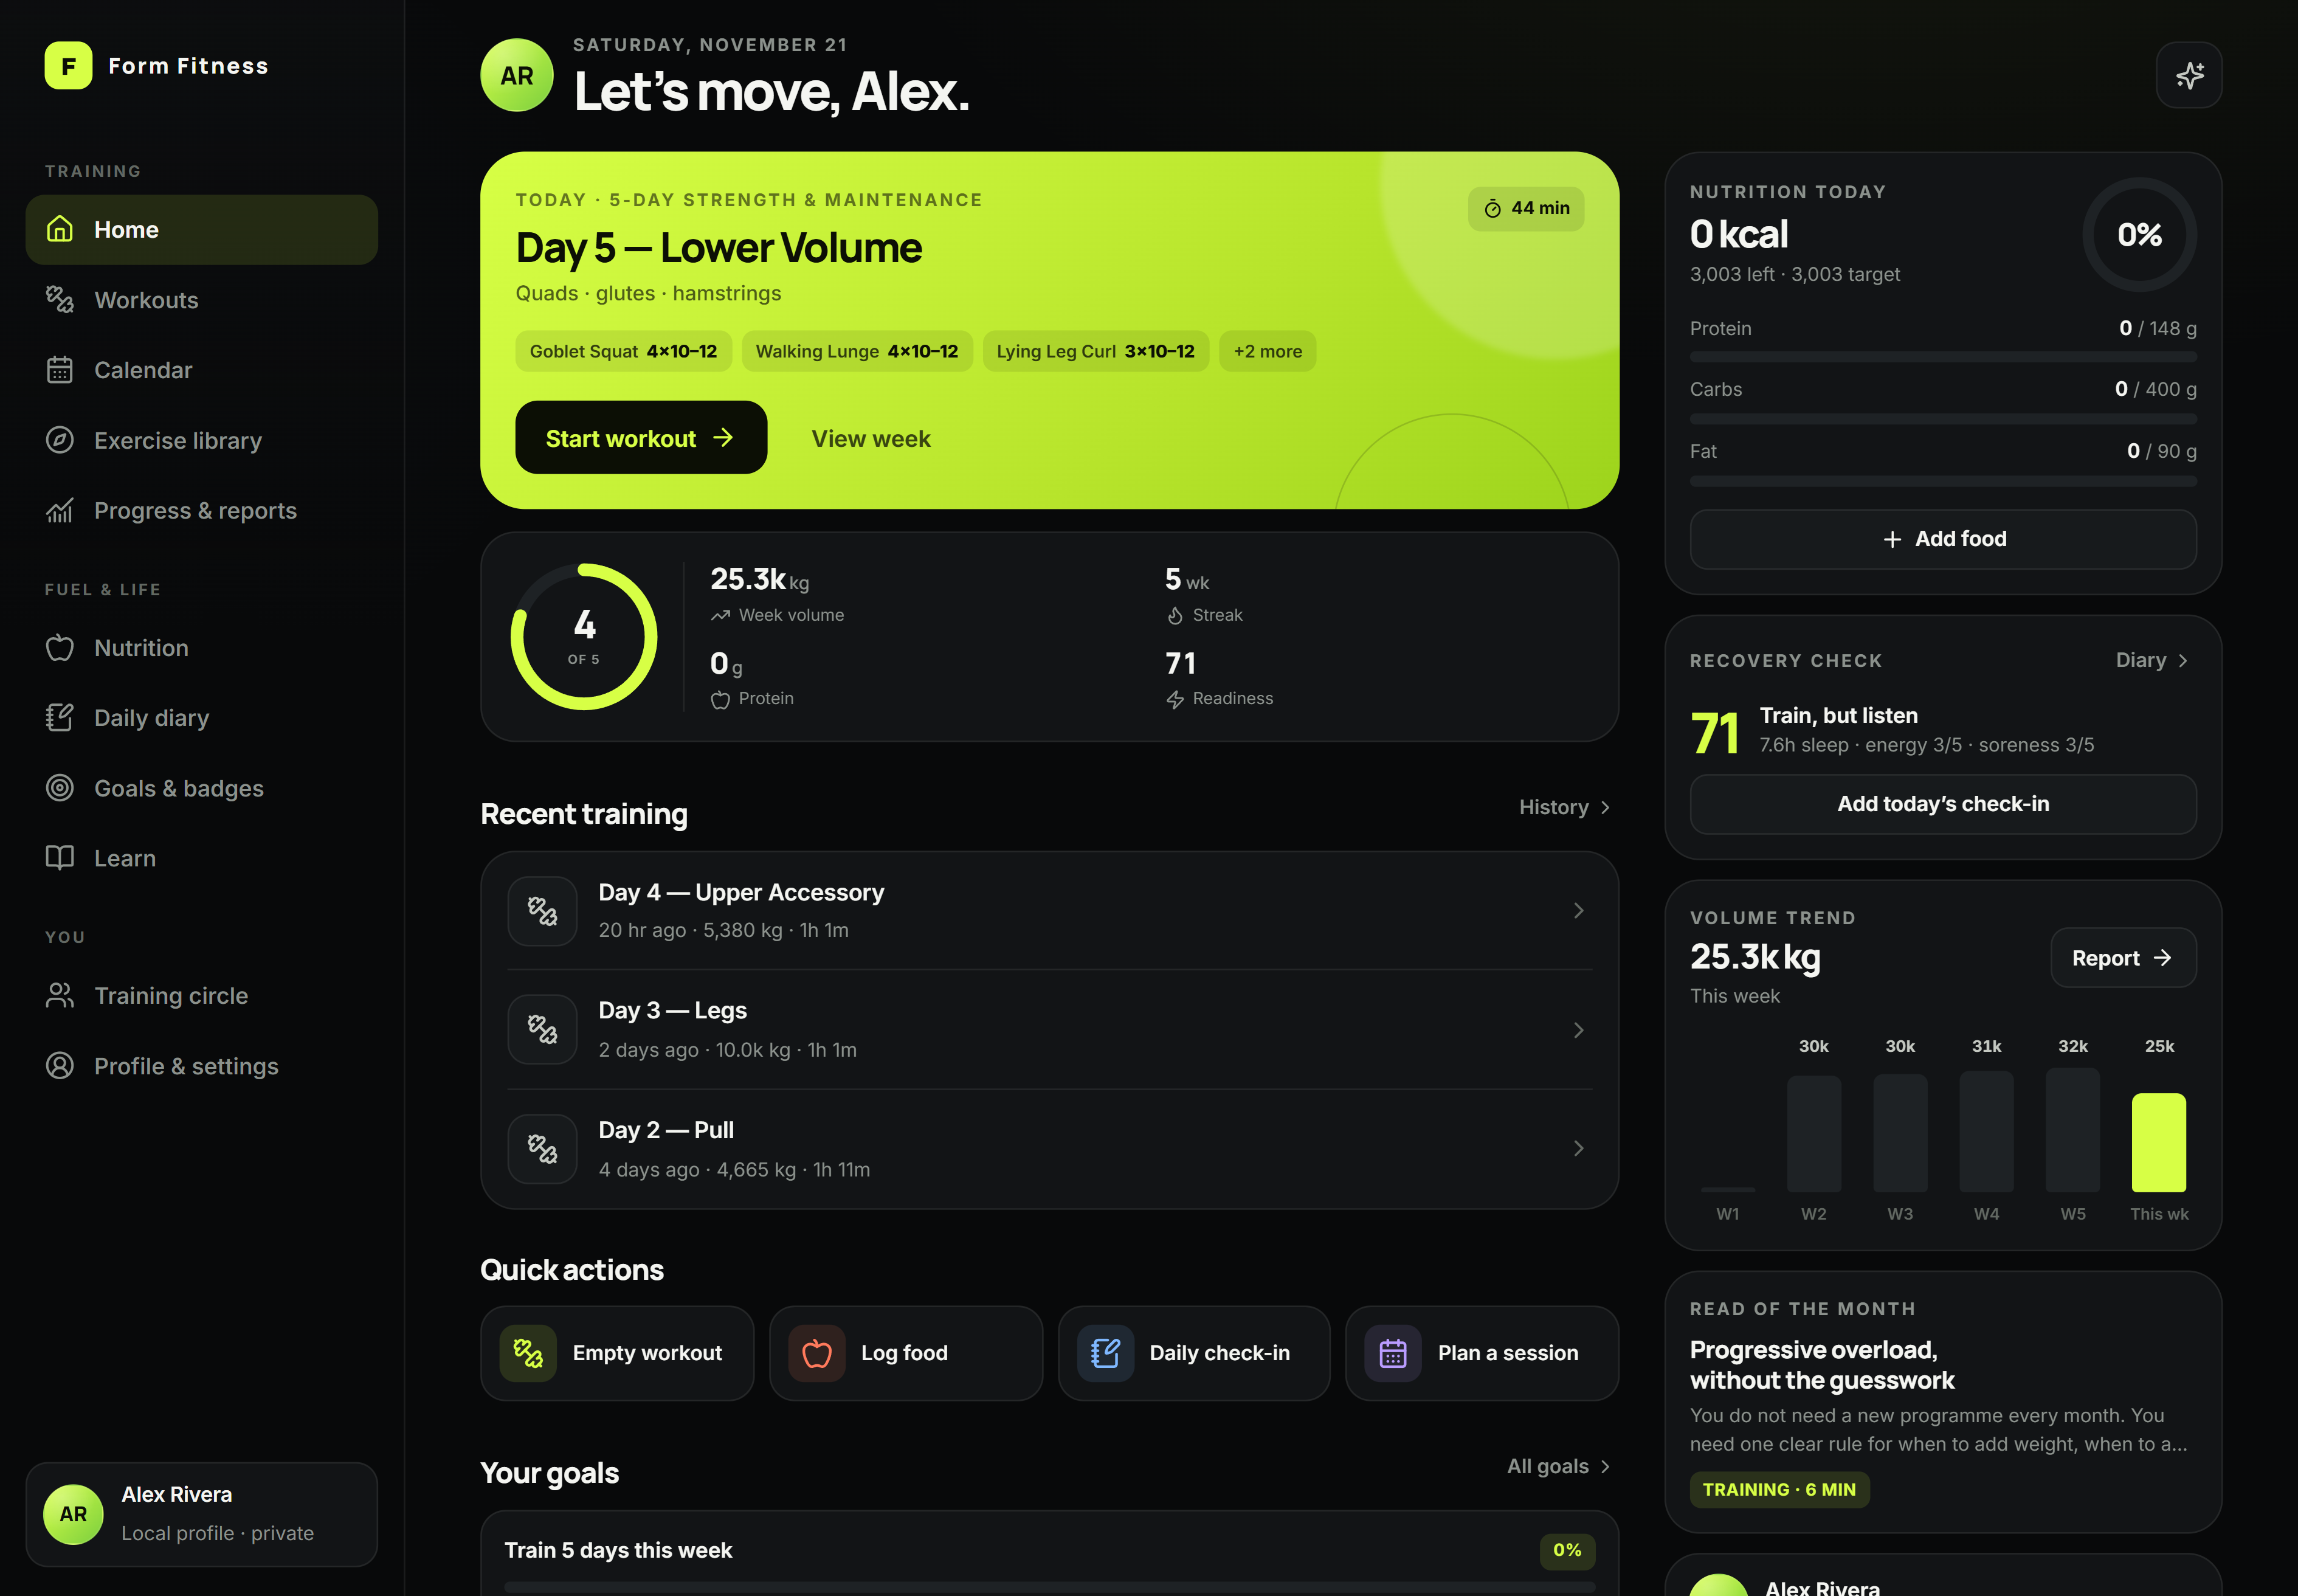 F Form Fitness
TRAINING
Home
Workouts
Calendar
Exercise library
Progress & reports
FUEL & LIFE
Nutrition
Daily diary
Goals & badges
Learn
YOU
Training circle
Profile & settings
AR
Alex Rivera
Local profile · private
AR
SATURDAY, NOVEMBER 21
Let’s move, Alex.
TODAY · 5-DAY STRENGTH & MAINTENANCE
44 min
Day 5 — Lower Volume
Quads · glutes · hamstrings
Goblet Squat 4×10–12
Walking Lunge 4×10–12
Lying Leg Curl 3×10–12
+2 more
Start workout
View week
4
OF 5
25.3k kg
Week volume
5 wk
Streak
0 g
Protein
71
Readiness
Recent training
History
Day 4 — Upper Accessory
20 hr ago · 5,380 kg · 1h 1m
Day 3 — Legs
2 days ago · 10.0k kg · 1h 1m
Day 2 — Pull
4 days ago · 4,665 kg · 1h 11m
Quick actions
Empty workout
Log food
Daily check-in
Plan a session
Your goals
All goals
Train 5 days this week
0%
NUTRITION TODAY
0 kcal
3,003 left · 3,003 target
0%
Protein
0 / 148 g
Carbs
0 / 400 g
Fat
0 / 90 g
Add food
RECOVERY CHECK
Diary
71
Train, but listen
7.6h sleep · energy 3/5 · soreness 3/5
Add today’s check-in
VOLUME TREND
25.3k kg
This week
Report
30k 30k 31k 32k 25k
W1 W2 W3 W4 W5 This wk
READ OF THE MONTH
Progressive overload,
without the guesswork
You do not need a new programme every month. You
need one clear rule for when to add weight, when to a...
TRAINING · 6 MIN
Alex Rivera